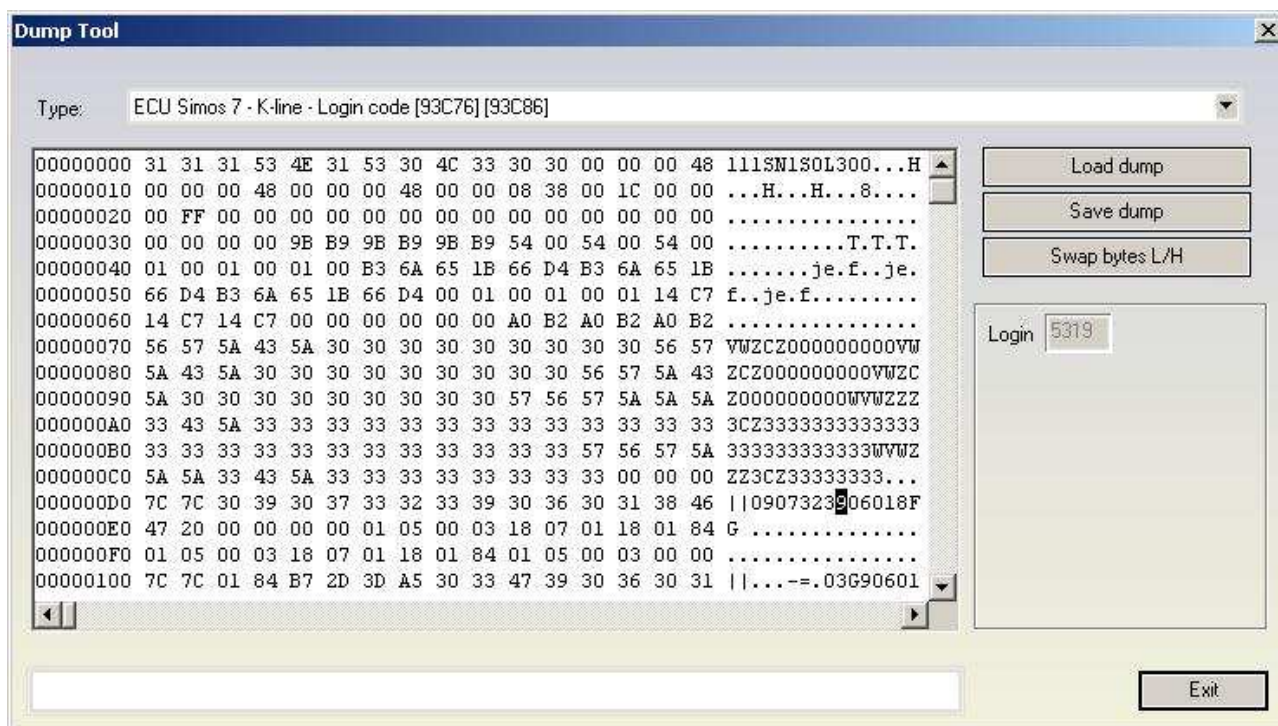 Dump Tool
Type: ECU Simos 7 - K-line - Login code [93C76] [93C86]
00000000 31 31 31 53 4E 31 53 30 4C 33 30 30 00 00 00 48 111SN1S0L300...H
00000010 00 00 00 48 00 00 00 48 00 00 08 38 00 1C 00 00 ...H...H...8....
00000020 00 FF 00 00 00 00 00 00 00 00 00 00 00 00 00 00 ................
00000030 00 00 00 00 9B B9 9B B9 9B B9 54 00 54 00 54 00 ..........T.T.T.
00000040 01 00 01 00 01 00 B3 6A 65 1B 66 D4 B3 6A 65 1B .......je.f..je.
00000050 66 D4 B3 6A 65 1B 66 D4 00 01 00 01 00 01 14 C7 f..je.f.........
00000060 14 C7 14 C7 00 00 00 00 00 00 A0 B2 A0 B2 A0 B2 ................
00000070 56 57 5A 43 5A 30 30 30 30 30 30 30 30 30 56 57 VWZCZ000000000VW
00000080 5A 43 5A 30 30 30 30 30 30 30 30 30 56 57 5A 43 ZCZ000000000VWZC
00000090 5A 30 30 30 30 30 30 30 30 30 57 56 57 5A 5A 5A Z000000000WVWZZZ
000000A0 33 43 5A 33 33 33 33 33 33 33 33 33 33 33 33 33 3CZ3333333333333
000000B0 33 33 33 33 33 33 33 33 33 33 33 33 57 56 57 5A 333333333333WVWZ
000000C0 5A 5A 33 43 5A 33 33 33 33 33 33 33 33 00 00 00 ZZ3CZ33333333...
000000D0 7C 7C 30 39 30 37 33 32 33 39 30 36 30 31 38 46 ||0907323906018F
000000E0 47 20 00 00 00 00 01 05 00 03 18 07 01 18 01 84 G ..............
000000F0 01 05 00 03 18 07 01 18 01 84 01 05 00 03 00 00 ................
00000100 7C 7C 01 84 B7 2D 3D A5 30 33 47 39 30 36 30 31 ||...-=.03G90601
Load dump
Save dump
Swap bytes L/H
Login 5319
Exit